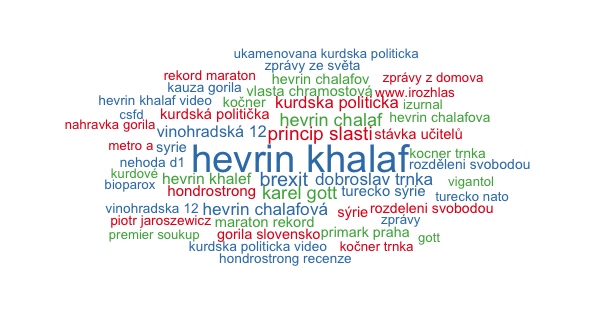 ukamenovana kurdska politicka
zprávy ze světa
rekord maraton hevrin chalafov zprávy z domova
kauza gorila vlasta chramostová www.irozhlas
hevrin khalaf video kočner kurdska politicka izurnal
csfd kurdská politička hevrin chalaf hevrin chalafova
nahravka gorila vinohradská 12 princip slasti stávka učitelů
metro a syrie hevrin khalaf kocner trnka
nehoda d1 rozděleni svobodou
kurdové hevrin khalef brexit dobroslav trnka vigantol
bioparox hondrostrong karel gott turecko sýrie turecko nato
vinohradska 12 hevrin chalafová sýrie rozdeleni svobodou
piotr jaroszewicz maraton rekord zprávy
premier soukup gorila slovensko primark praha gott
kurdska politicka video kočner trnka
hondrostrong recenze